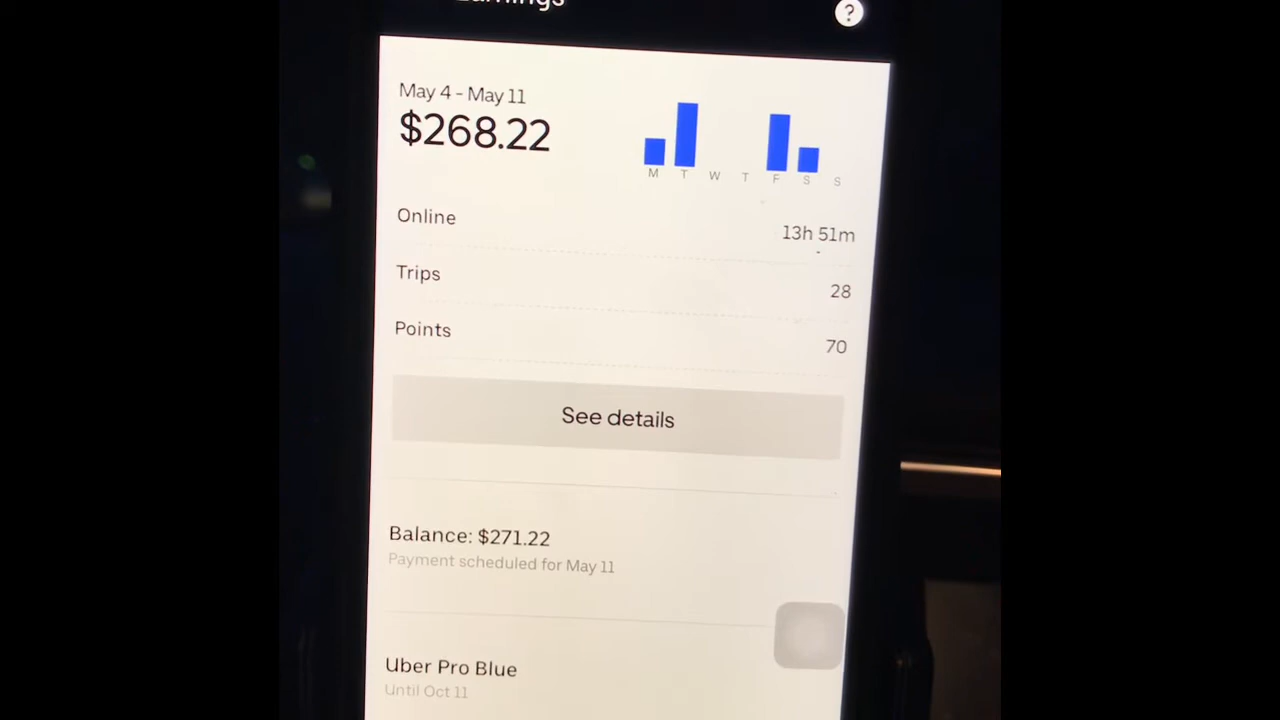 Earnings
?
May 4 - May 11
$268.22
M T W T F S S
Online 13h 51m
Trips 28
Points 70
See details
Balance: $271.22
Payment scheduled for May 11
Uber Pro Blue
Until Oct 11